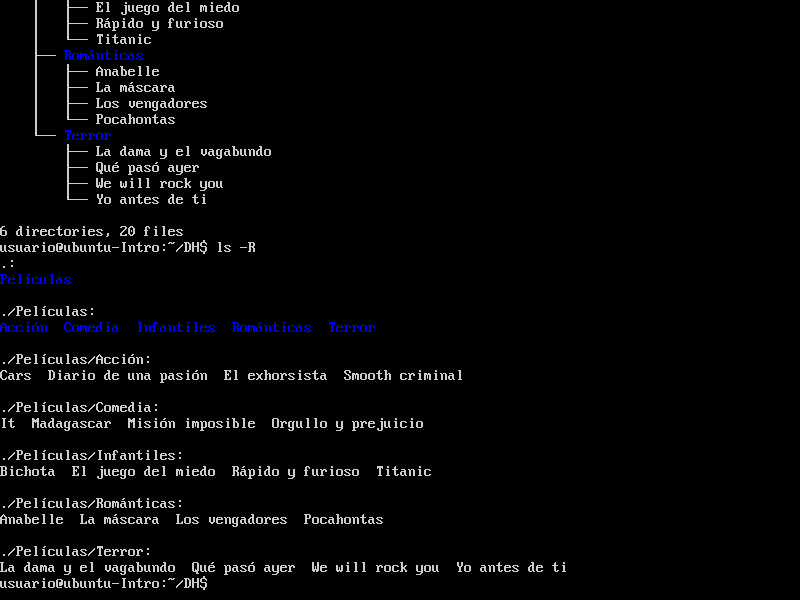 ├── El juego del miedo
├── Rápido y furioso
└── Titanic
├── Románticas
├── Anabelle
├── La máscara
├── Los vengadores
└── Pocahontas
└── Terror
├── La dama y el vagabundo
├── Qué pasó ayer
├── We will rock you
└── Yo antes de ti
6 directories, 20 files
usuario@ubuntu-Intro:~/DH$ ls -R
.:
Películas
./Películas:
Acción  Comedia  Infantiles  Románticas  Terror
./Películas/Acción:
Cars  Diario de una pasión  El exhorsista  Smooth criminal
./Películas/Comedia:
It  Madagascar  Misión imposible  Orgullo y prejuicio
./Películas/Infantiles:
Bichota  El juego del miedo  Rápido y furioso  Titanic
./Películas/Románticas:
Anabelle  La máscara  Los vengadores  Pocahontas
./Películas/Terror:
La dama y el vagabundo  Qué pasó ayer  We will rock you  Yo antes de ti
usuario@ubuntu-Intro:~/DH$